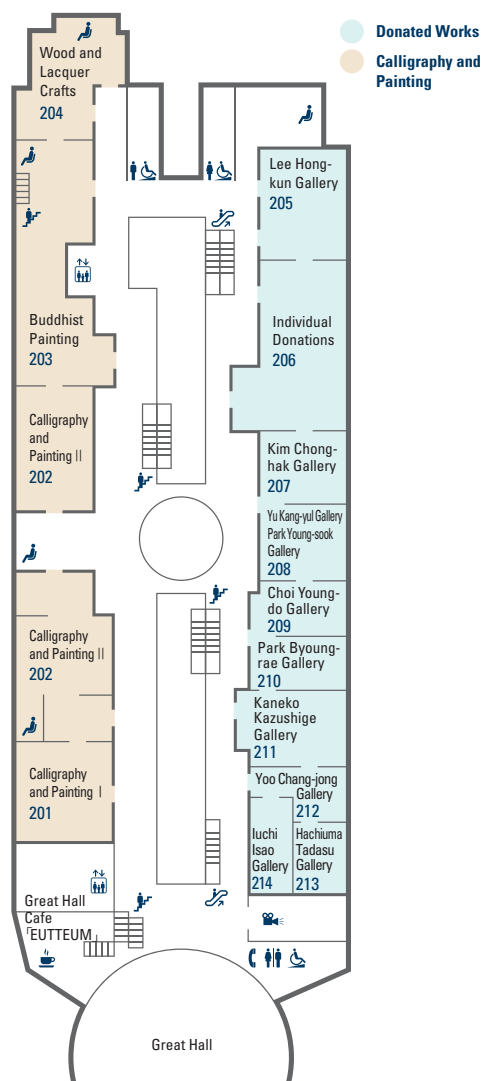 Donated Works
Calligraphy and
Painting
Wood and
Lacquer
Crafts
204
Buddhist
Painting
203
Calligraphy
and
Painting Ⅱ
202
Calligraphy
and Painting Ⅱ
202
Calligraphy
and Painting Ⅰ
201
Great Hall
Cafe
「EUTTEUM」
Lee Hong-
kun Gallery
205
Individual
Donations
206
Kim Chong-
hak Gallery
207
Yu Kang-yul Gallery
Park Young-sook
Gallery
208
Choi Young-
do Gallery
209
Park Byoung-
rae Gallery
210
Kaneko
Kazushige
Gallery
211
Yoo Chang-jong
Gallery
212
Iuchi
Isao
Gallery
214
Hachiuma
Tadasu
Gallery
213
Great Hall